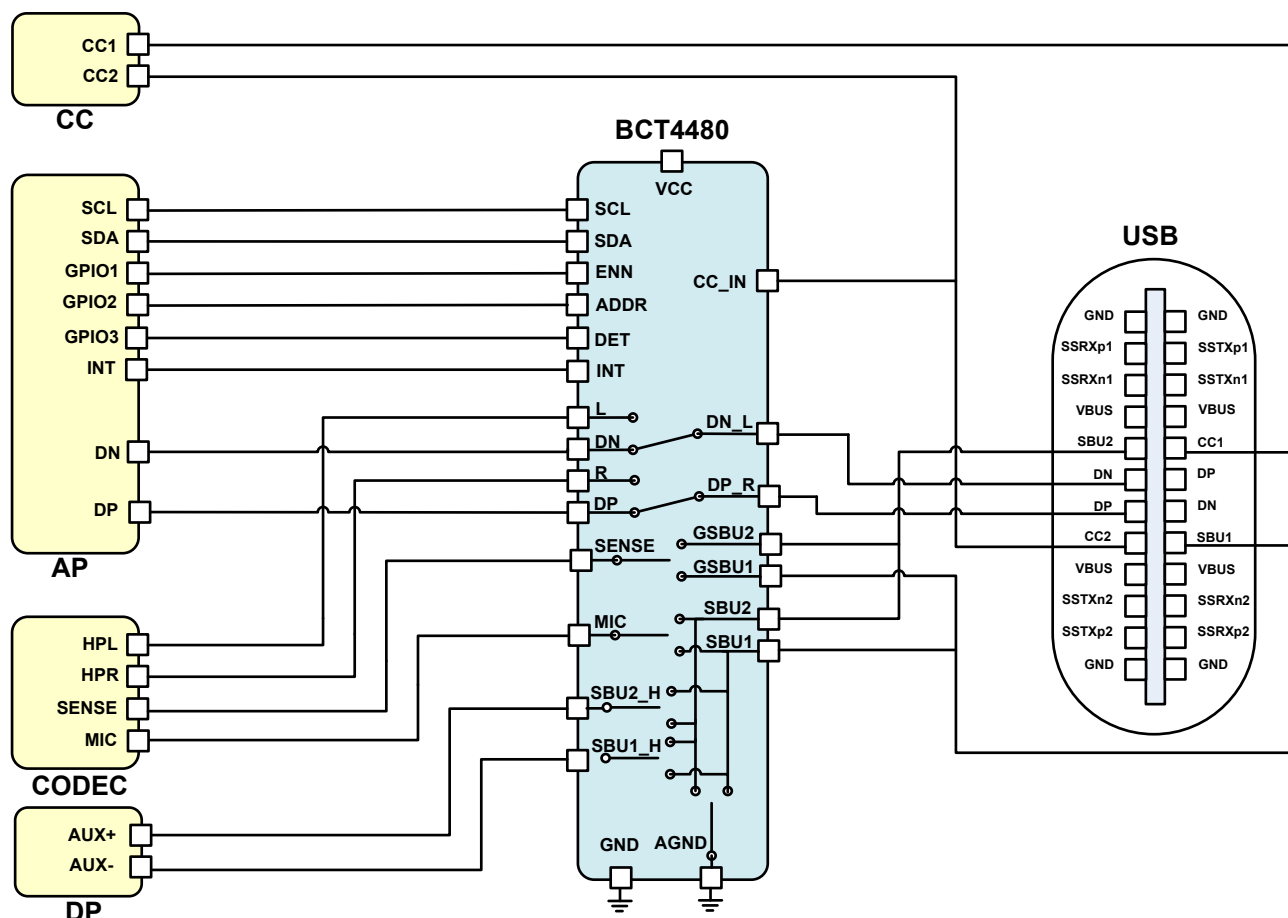 CC1
CC2
CC
BCT4480
VCC
SCL
SDA
GPIO1
GPIO2
GPIO3
INT
DN
DP
AP
SCL
SDA
ENN
ADDR
DET
INT
L
DN
R
DP
SENSE
MIC
SBU2_H
SBU1_H
GND
AGND
CC_IN
DN_L
DP_R
GSBU2
GSBU1
SBU2
SBU1
USB
GND GND
SSRXp1 SSTXp1
SSRXn1 SSTXn1
VBUS VBUS
SBU2 CC1
DN DP
DP DN
CC2 SBU1
VBUS VBUS
SSTXn2 SSRXn2
SSTXp2 SSRXp2
GND GND
HPL
HPR
SENSE
MIC
CODEC
AUX+
AUX-
DP